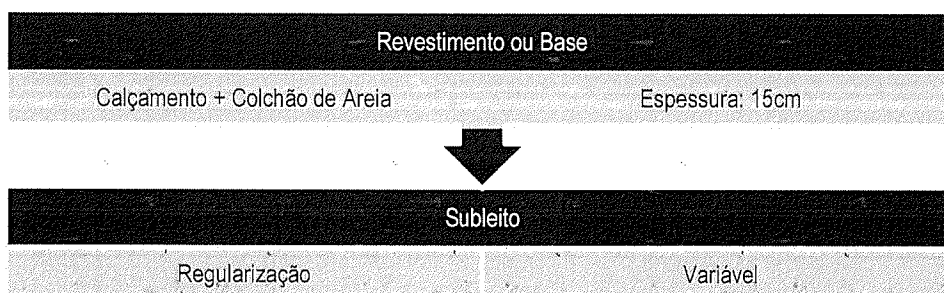 Revestimento ou Base
Calçamento + Colchão de Areia Espessura: 15cm
Subleito
Regularização Variável